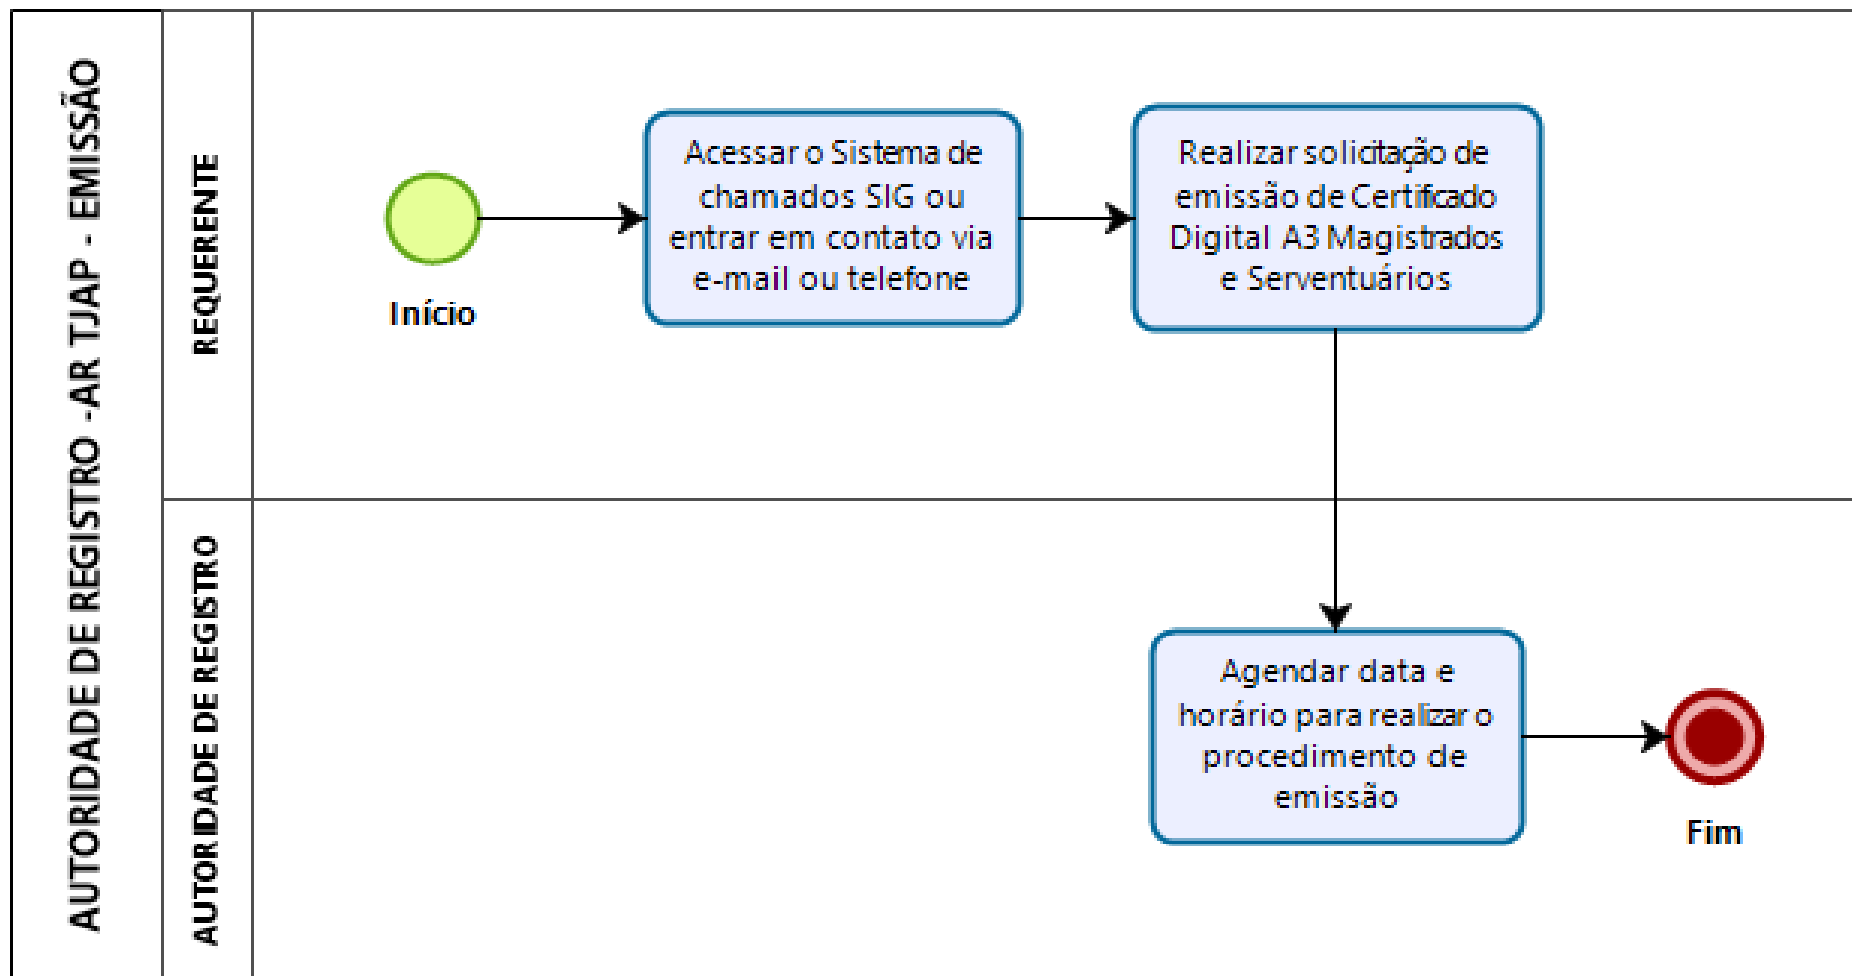 AUTORIDADE DE REGISTRO -AR TJAP - EMISSÃO
REQUERENTE
Início
Acessar o Sistema de
chamados SIG ou
entrar em contato via
e-mail ou telefone
Realizar solicitação de
emissão de Certificado
Digital A3 Magistrados
e Serventuários
AUTORIDADE DE REGISTRO
Agendar data e
horário para realizar o
procedimento de
emissão
Fim